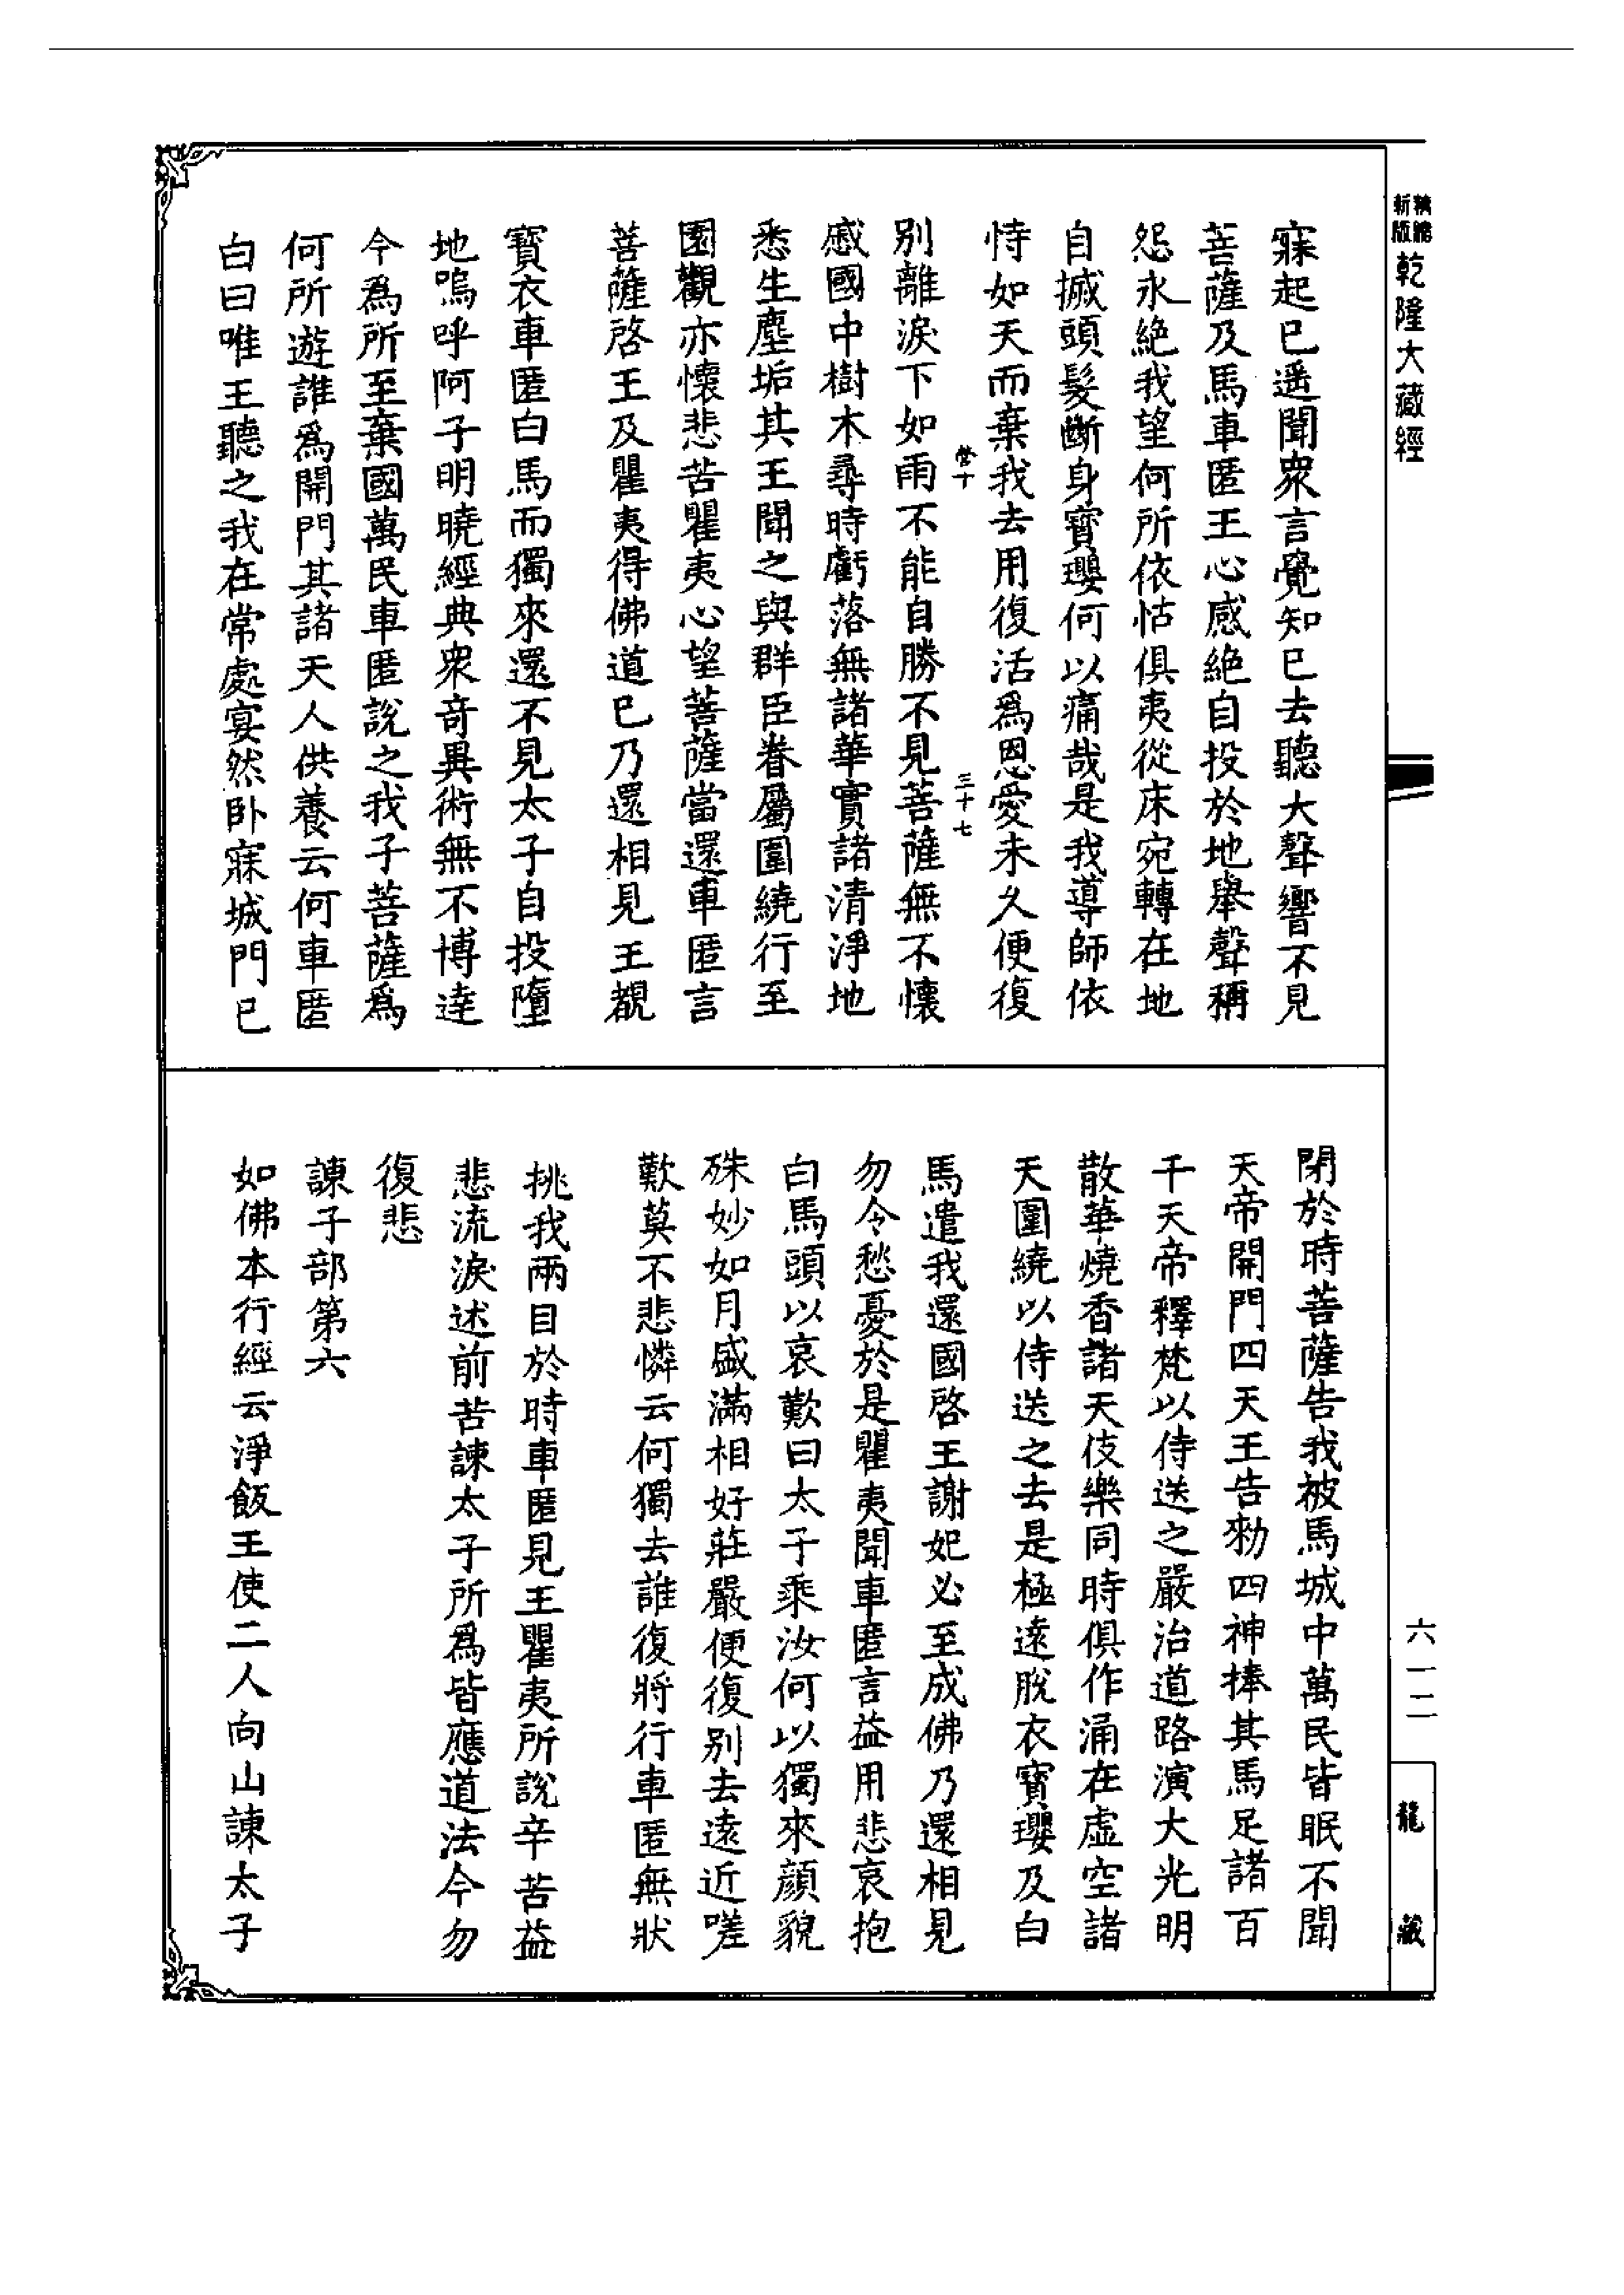 精縮
新版
乾隆大藏經
寐起已遥聞衆言覺知已去聽大聲響不見
菩薩及馬車匿王心感絶自投於地舉聲稱
怨永絶我望何所依怙俱夷從床宛轉在地
自搣頭髮斷身寶瓔何以痛哉是我導師依
恃如天而棄我去用復活爲恩愛未久便復
營十
三十七
别離淚下如雨不能自勝不見菩薩無不懷
慼國中樹木尋時虧落無諸華實諸清淨地
悉生塵垢其王聞之與群臣眷屬圍繞行至
園觀亦懷悲苦瞿夷心望菩薩當還車匿言
菩薩啓王及瞿夷得佛道已乃還相見王覩
寳衣車匿白馬而獨來還不見太子自投墮
地嗚呼阿子明曉經典衆竒異術無不博逹
今爲所至棄國萬民車匿説之我子菩薩爲
何所遊誰爲開門其諸天人供養云何車匿
白曰唯王聽之我在常處宴然卧寐城門已
閉於時菩薩告我被馬城中萬民皆眠不聞
天帝開門四天王告勑四神捧其馬足諸百
千天帝釋梵以侍送之嚴治道路演大光明
散華燒香諸天伎樂同時俱作涌在虚空諸
天圍繞以侍送之去是極逺脱衣寶瓔及白
馬遣我還國啓王謝妃必至成佛乃還相見
勿令愁憂於是瞿夷聞車匿言益用悲哀抱
白馬頭以哀歎曰太子乘汝何以獨來顔貌
殊妙如月盛滿相好莊嚴便復别去逺近嗟
歎莫不悲憐云何獨去誰復將行車匿無狀
挑我兩目於時車匿見王瞿夷所説辛苦益
悲流淚述前苦諫太子所爲皆應道法今勿
復悲
諫子部第六
如佛本行經云淨飯王使二人向山諫太子
六一二
龍藏